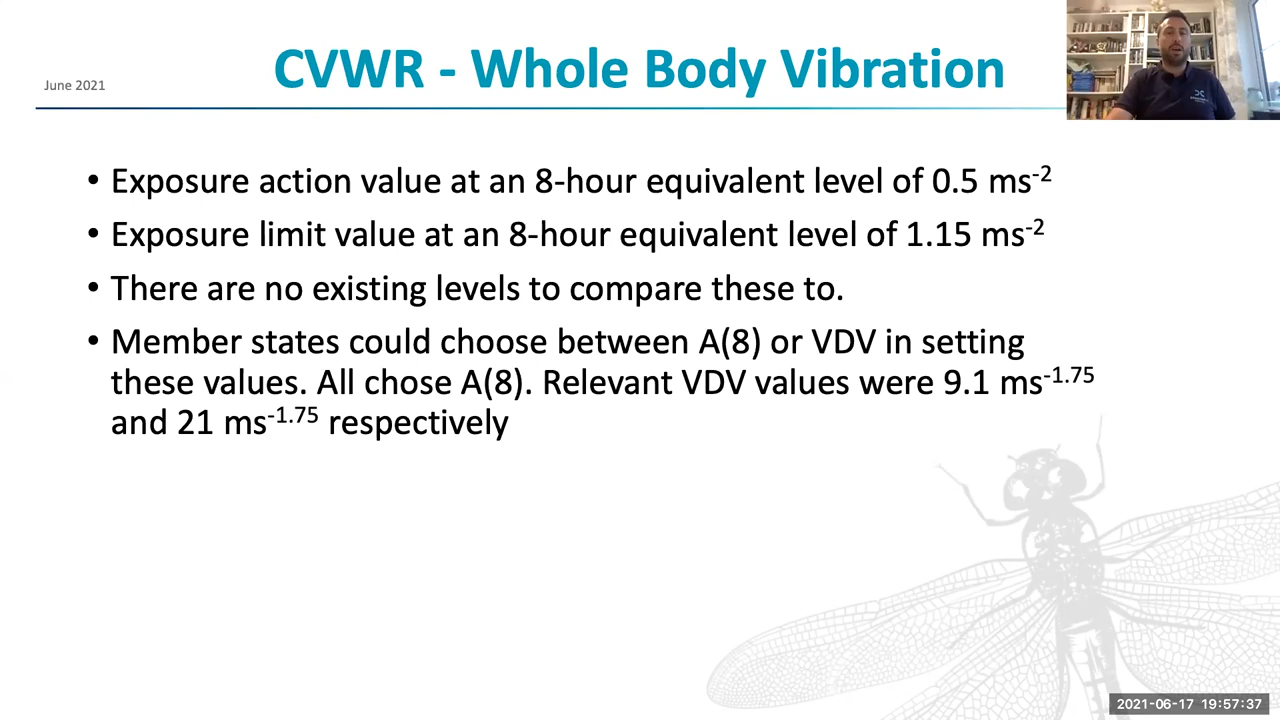 CVWR - Whole Body Vibration
June 2021
• Exposure action value at an 8-hour equivalent level of 0.5 ms⁻²
• Exposure limit value at an 8-hour equivalent level of 1.15 ms⁻²
• There are no existing levels to compare these to.
• Member states could choose between A(8) or VDV in setting
these values. All chose A(8). Relevant VDV values were 9.1 ms⁻¹·⁷⁵
and 21 ms⁻¹·⁷⁵ respectively
2021-06-17 19:57:37